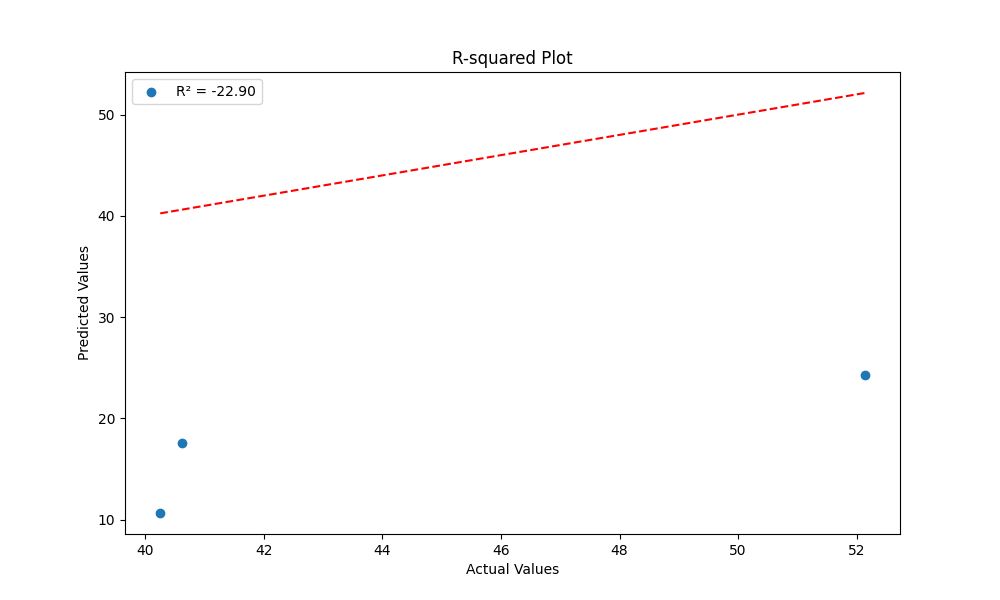 R-squared Plot
R² = -22.90
50
40
30
20
10
Predicted Values
40 42 44 46 48 50 52
Actual Values